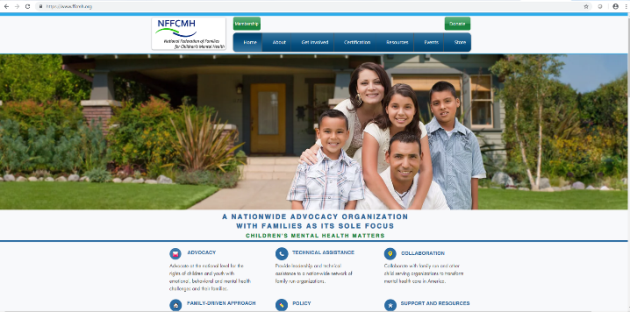 https://www.ffcmh.org
NFFCMH
National Federation of Families
for Children's Mental Health
Membership
Donate
Home About Get Involved Certification Resources Events Store
A NATIONWIDE ADVOCACY ORGANIZATION
WITH FAMILIES AS ITS SOLE FOCUS
CHILDREN'S MENTAL HEALTH MATTERS
ADVOCACY
Advocate at the national level for the
rights of children and youth with
emotional, behavioral and mental health
challenges and their families.
TECHNICAL ASSISTANCE
Provide leadership and technical
assistance to a nation-wide network of
family run organizations.
COLLABORATION
Collaborate with family run and other
child serving organizations to transform
mental health care in America.
FAMILY-DRIVEN APPROACH
POLICY
SUPPORT AND RESOURCES